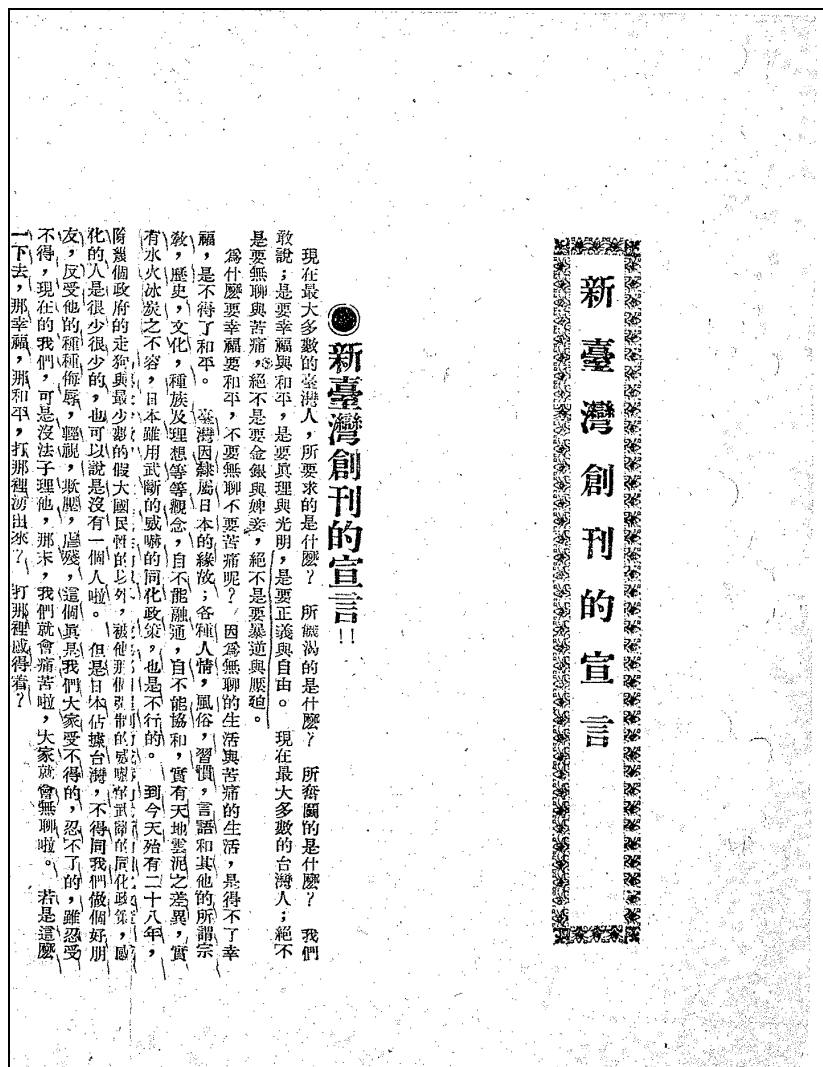 新臺灣創刊的宣言
●新臺灣創刊的宣言!!
現在最大多數的臺灣人，所要求的是什麼？　所饑渴的是什麼？　所奮鬭的是什麼？　我們
敢說；是要幸福與和平，是要眞理與光明，是要正義與自由。　現在最大多數的台灣人；絕不
是要無聊與苦痛，絕不是要金銀與婢妾，絕不是要暴逆與壓廹。
爲什麼要幸福要和平，不要無聊不要苦痛呢？　因爲無聊的生活與苦痛的生活，是得不了幸
福，是不得了和平。　臺灣因隸屬日本的緣故；各種人情，風俗，習慣，言語和其他的所謂宗
敎，歷史，文化，種族及理想等等觀念，自不能融通，自不能協和，實有天地雲泥之差異，實
有水火冰炭之不容，日本雖用武斷的威嚇的同化政策，也是不行的。　到今天殆有二十八年，
除幾個政府的走狗與最少數的假大國民性的以外，被他那個强制的威嚇的武斷的同化政策，感
化的人是很少很少的，也可以說是沒有一個人啦。　但是日本佔據台灣，不得同我們做個好朋
友，反受他的種種侮辱，輕視，欺壓，虐殘，這個眞是我們大家受不得的，忍不了的，雖忍受
不得，現在的我們，可是沒法子理他，那末，我們就會痛苦啦，大家就會無聊啦。　若是這麼
一下去，那幸福，那和平，打那裡湧出來？　打那裡感得着？